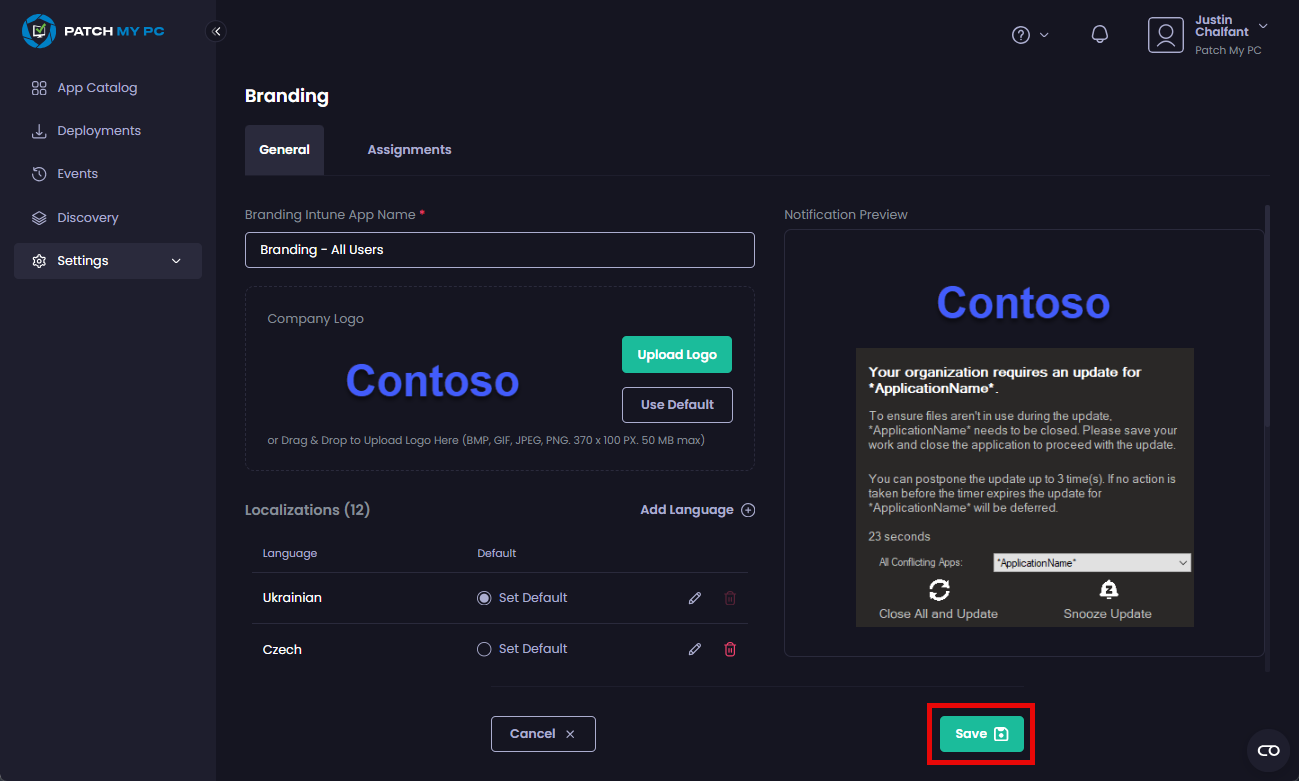 PATCH MY PC
Justin
Chalfant
Patch My PC
App Catalog
Deployments
Events
Discovery
Settings
Branding
General
Assignments
Branding Intune App Name *
Branding - All Users
Company Logo
Contoso
Upload Logo
Use Default
or Drag & Drop to Upload Logo Here (BMP, GIF, JPEG, PNG. 370 x 100 PX. 50 MB max)
Localizations (12)
Add Language
Language Default
Ukrainian Set Default
Czech Set Default
Notification Preview
Contoso
Your organization requires an update for
*ApplicationName*.
To ensure files aren't in use during the update,
*ApplicationName* needs to be closed. Please save your
work and close the application to proceed with the update.
You can postpone the update up to 3 time(s). If no action is
taken before the timer expires the update for
*ApplicationName* will be deferred.
23 seconds
All Conflicting Apps: *ApplicationName*
Close All and Update Snooze Update
Cancel
Save